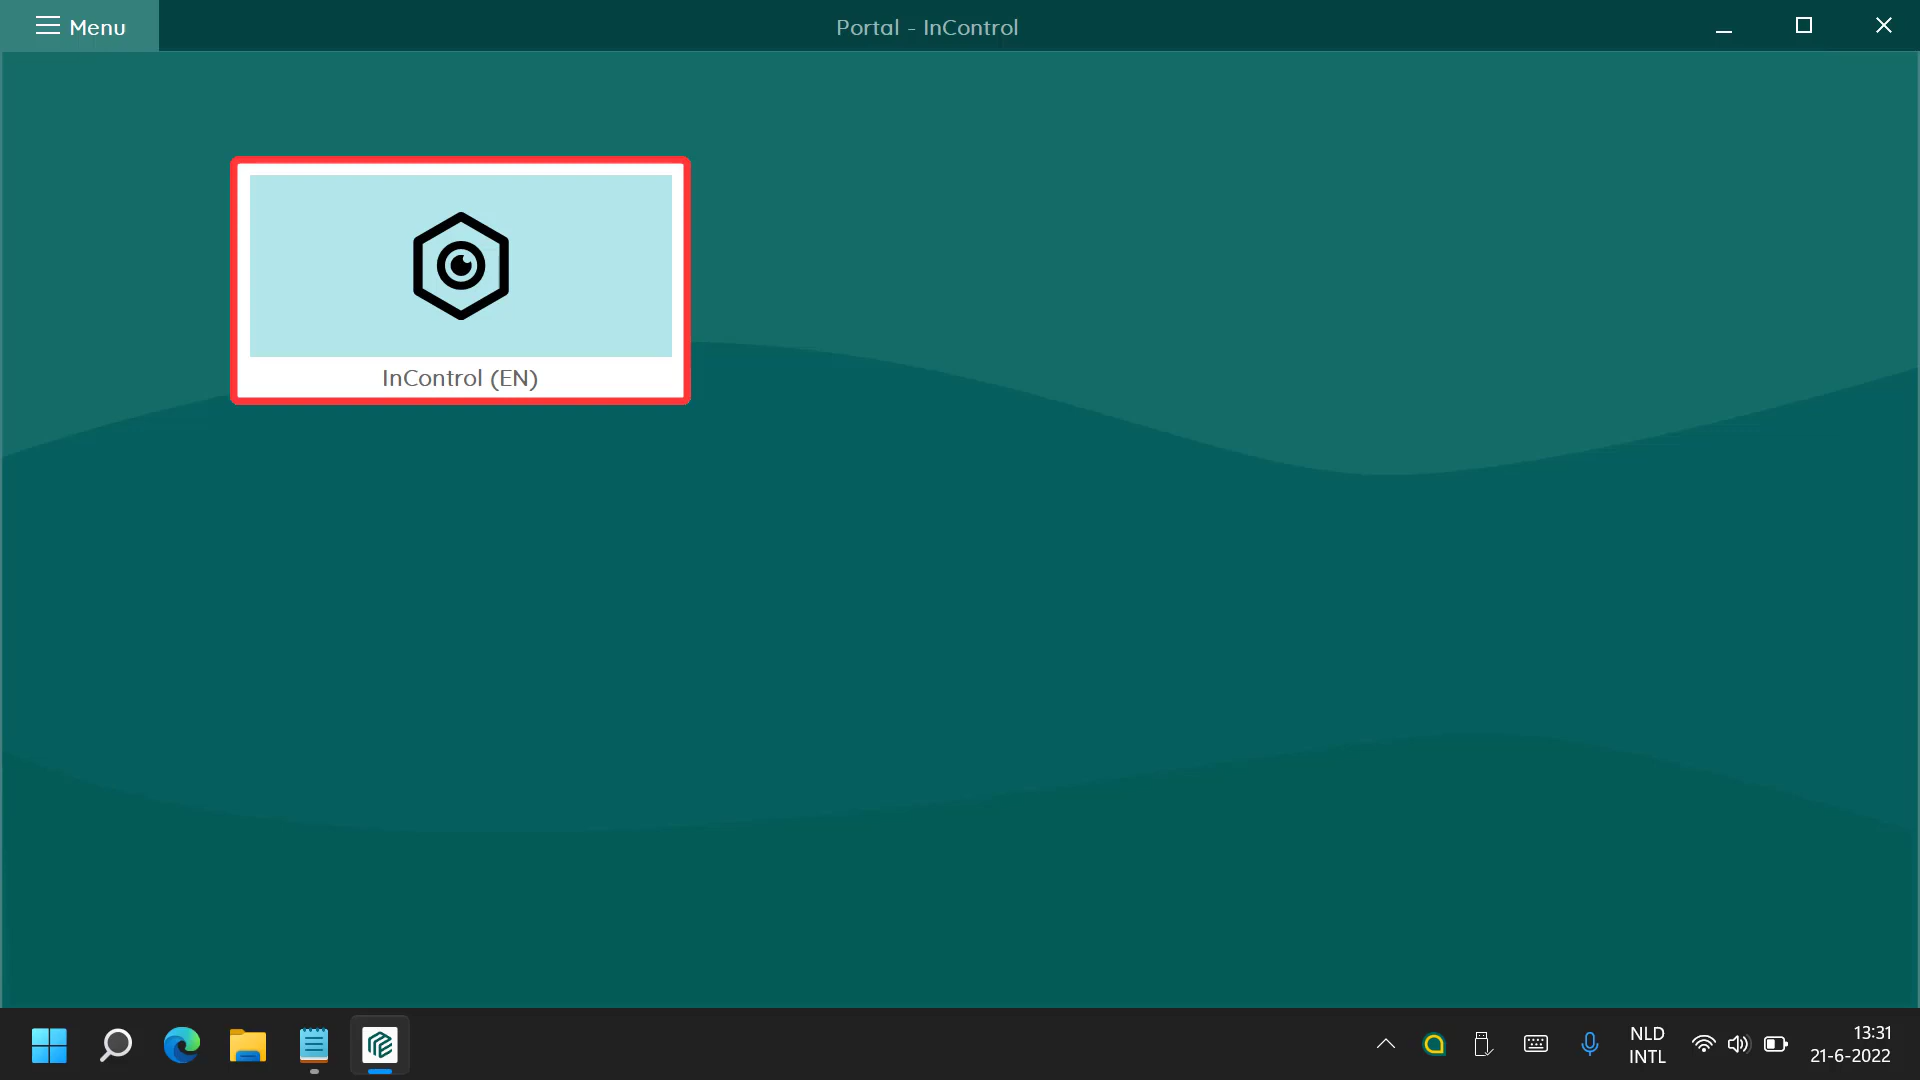 Menu
Portal - InControl
InControl (EN)
NLD
INTL
13:31
21-6-2022